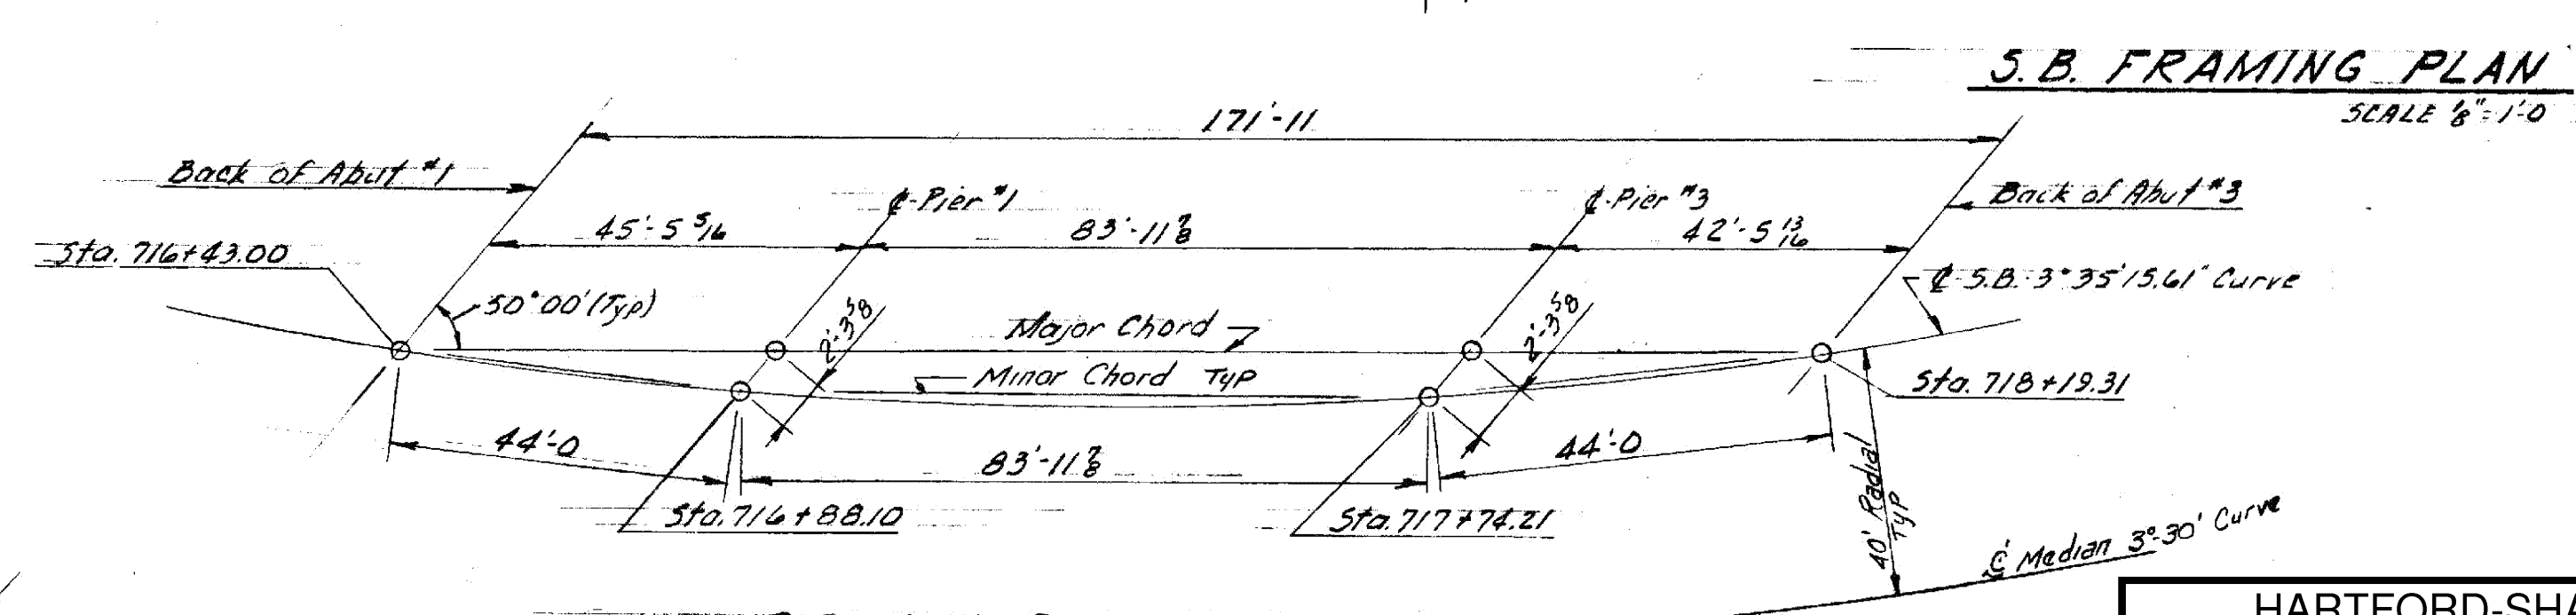 S.B. FRAMING PLAN
SCALE 1/8" = 1'-0
171'-11
Back of Abut #1
℄ Pier #1
℄ Pier #3
Back of Abut #3
45'-5 5/16
83'-11 7/8
42'-5 13/16
Sta. 716+43.00
50°00' (Typ)
2'-3 5/8
2'-3 5/8
Major Chord
℄ S.B. 3°35'15.61" Curve
Minor Chord TYP
Sta. 718+19.31
44'-0
83'-11 7/8
44'-0
40' Radial
TYP
Sta. 716+88.10
Sta. 717+74.21
℄ Median 3°-30' Curve
HARTFORD-SHA